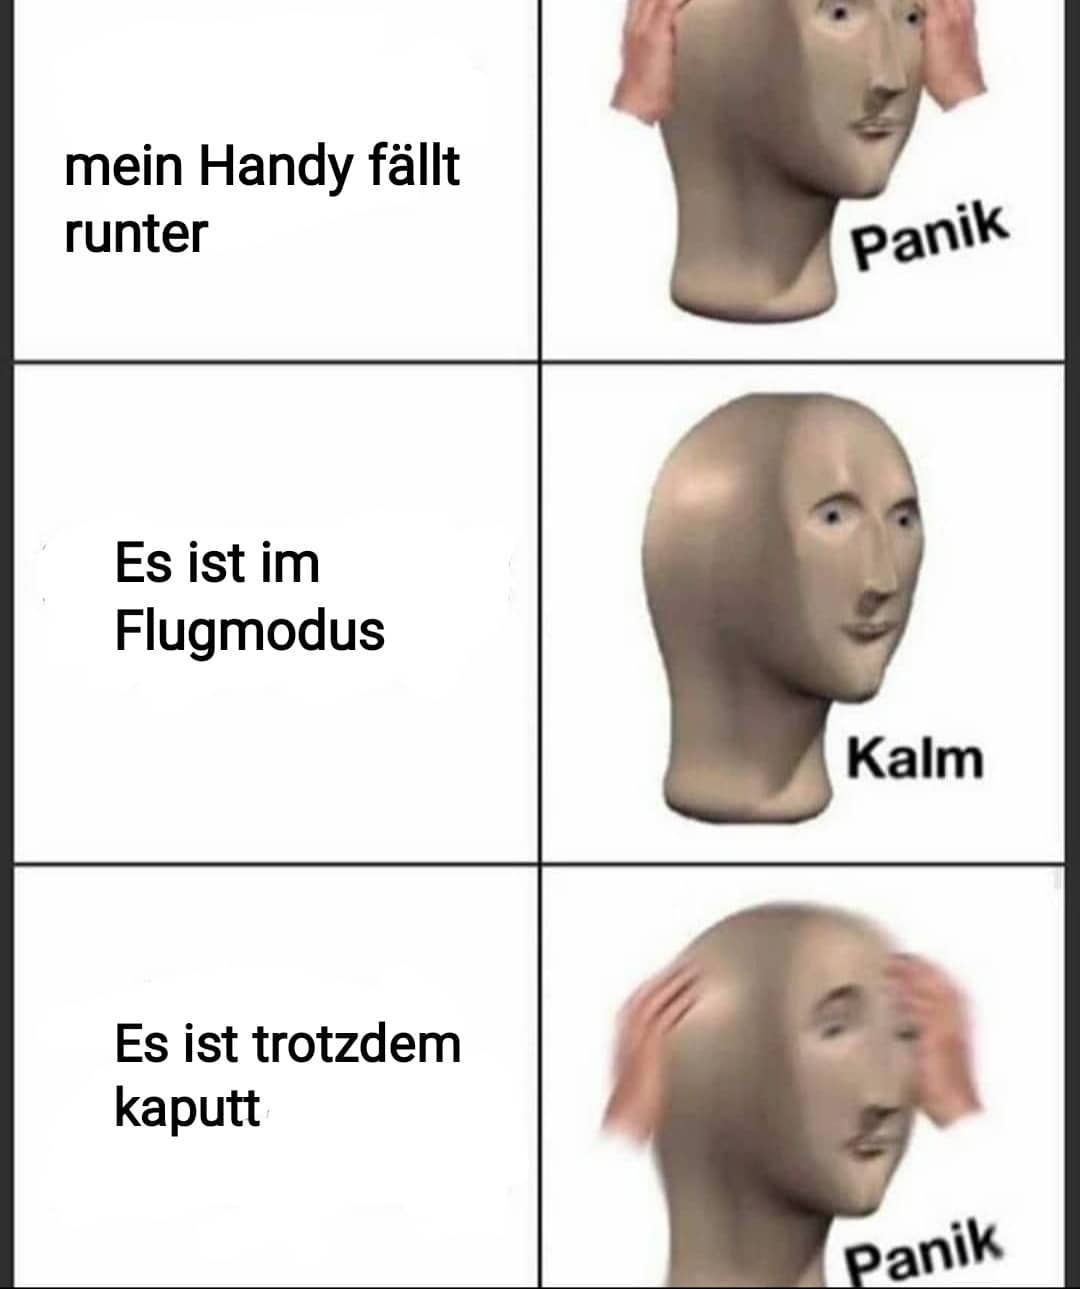 mein Handy fällt
runter
Panik
Es ist im
Flugmodus
Kalm
Es ist trotzdem
kaputt
Panik